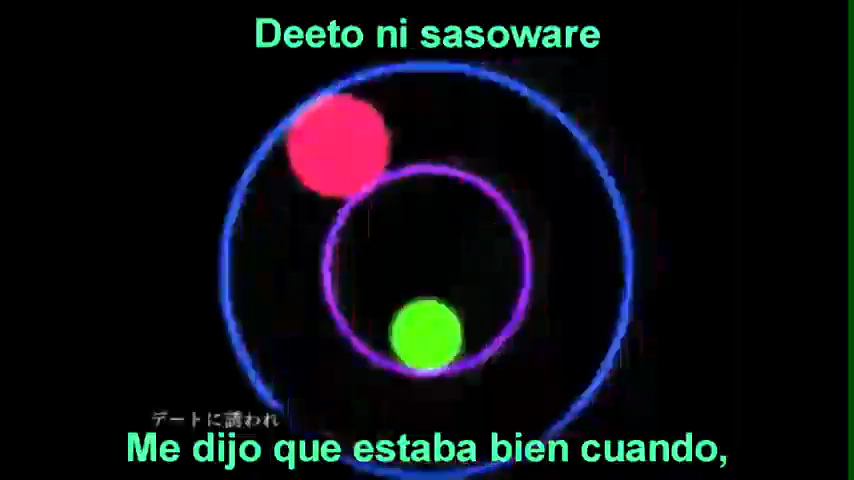 Deeto ni sasoware
デートに誘われ
Me dijo que estaba bien cuando,